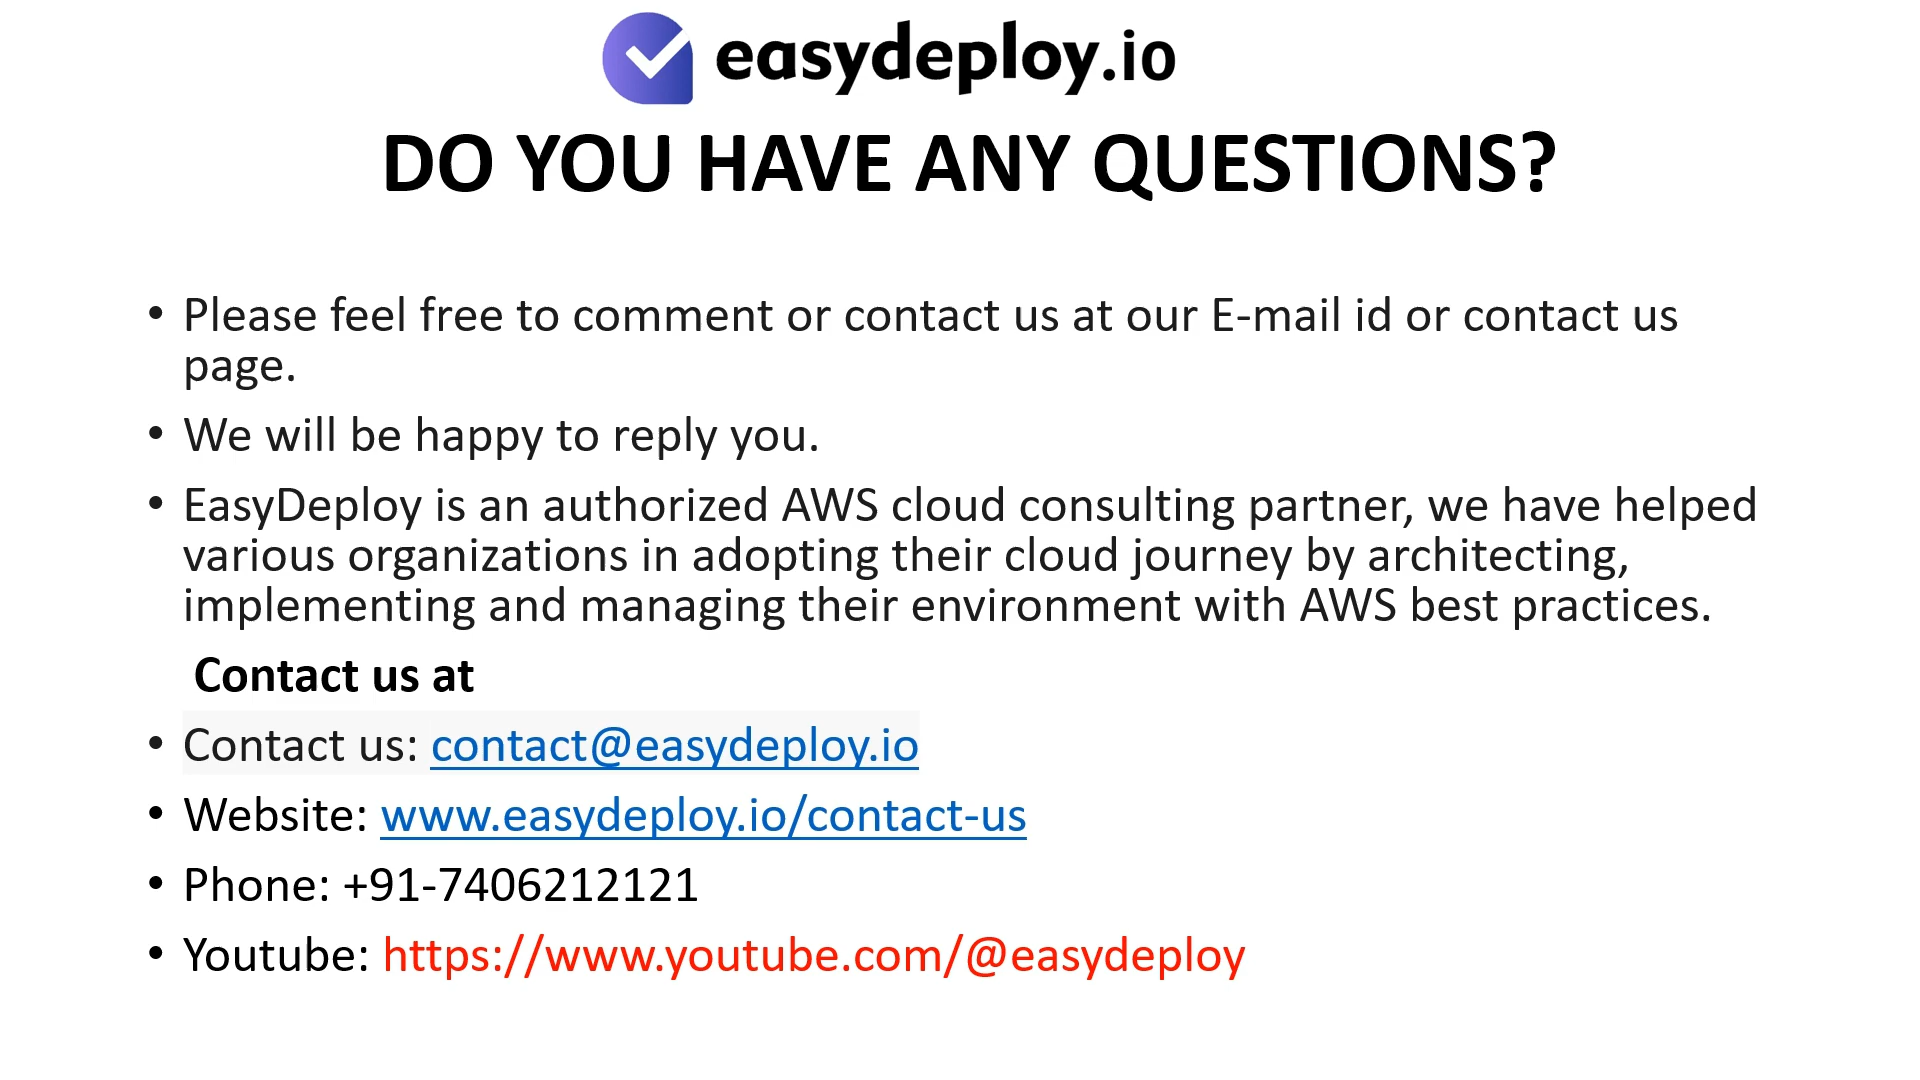 easydeploy.io
DO YOU HAVE ANY QUESTIONS?
• Please feel free to comment or contact us at our E-mail id or contact us
page.
• We will be happy to reply you.
• EasyDeploy is an authorized AWS cloud consulting partner, we have helped
various organizations in adopting their cloud journey by architecting,
implementing and managing their environment with AWS best practices.
Contact us at
• Contact us: contact@easydeploy.io
• Website: www.easydeploy.io/contact-us
• Phone: +91-7406212121
• Youtube: https://www.youtube.com/@easydeploy